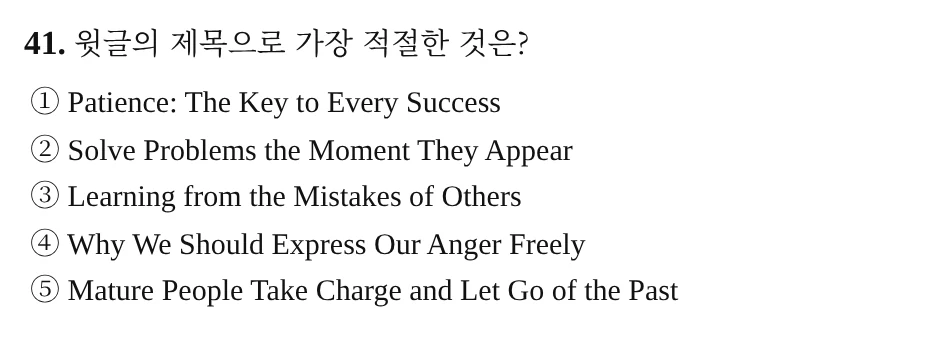 41. 윗글의 제목으로 가장 적절한 것은?
① Patience: The Key to Every Success
② Solve Problems the Moment They Appear
③ Learning from the Mistakes of Others
④ Why We Should Express Our Anger Freely
⑤ Mature People Take Charge and Let Go of the Past